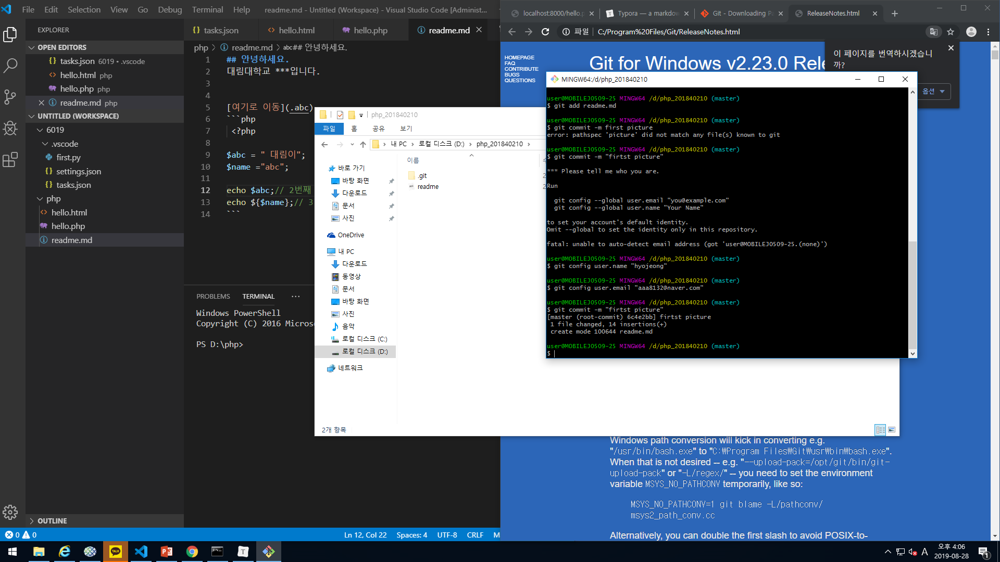 File Edit Selection View Go Debug Terminal Help readme.md - Untitled (Workspace) - Visual Studio Code [Administ...
EXPLORER
OPEN EDITORS
tasks.json 6019 • .vscode
hello.html php
hello.php php
readme.md php
UNTITLED (WORKSPACE)
6019
.vscode
first.py
settings.json
tasks.json
php
hello.html
hello.php
readme.md
OUTLINE
tasks.json hello.html hello.php readme.md
php > readme.md > abc## 안녕하세요.
1 ## 안녕하세요.
2 대림대학교 ***입니다.
3
4
5 [여기로 이동](.abc)
6 ```php
7 <?php
8
9 $abc = " 대림이";
10 $name ="abc";
11
12 echo $abc;// 2번째
13 echo ${$name};// 3
14 ```
PROBLEMS TERMINAL ...
Windows PowerShell
Copyright (C) 2016 Micros
PS D:\php>
0 0 Ln 12, Col 22 Spaces: 4 UTF-8 CRLF M
php_201840210
파일 홈 공유 보기
내 PC > 로컬 디스크 (D:) > php_201840210 >
이름
.git
readme
바로 가기
바탕 화면
다운로드
문서
사진
OneDrive
내 PC
다운로드
동영상
문서
바탕 화면
사진
음악
로컬 디스크 (C:)
로컬 디스크 (D:)
네트워크
2개 항목
localhost:8000/hello.p Typora — a markdow Git - Downloading Pa ReleaseNotes.html
파일 | C:/Program%20Files/Git/ReleaseNotes.html
이 페이지를 번역하시겠습니
까?
옵션
HOMEPAGE
FAQ
CONTRIBUTE
BUGS
QUESTIONS
Git for Windows v2.23.0 Rele
MINGW64:/d/php_201840210
user@MOBILEJO509-25 MINGW64 /d/php_201840210 (master)
$ git add readme.md
user@MOBILEJO509-25 MINGW64 /d/php_201840210 (master)
$ git commit -m first picture
error: pathspec 'picture' did not match any file(s) known to git
user@MOBILEJO509-25 MINGW64 /d/php_201840210 (master)
$ git commit -m "firtst picture"
*** Please tell me who you are.
Run
git config --global user.email "you@example.com"
git config --global user.name "Your Name"
to set your account's default identity.
Omit --global to set the identity only in this repository.
fatal: unable to auto-detect email address (got 'user@MOBILEJO509-25.(none)')
user@MOBILEJO509-25 MINGW64 /d/php_201840210 (master)
$ git config user.name "hyojeong"
user@MOBILEJO509-25 MINGW64 /d/php_201840210 (master)
$ git config user.email "aaa8132@naver.com"
user@MOBILEJO509-25 MINGW64 /d/php_201840210 (master)
$ git commit -m "firtst picture"
[master (root-commit) 6c4e2bb] firtst picture
1 file changed, 14 insertions(+)
create mode 100644 readme.md
user@MOBILEJO509-25 MINGW64 /d/php_201840210 (master)
$
Windows path conversion will kick in converting e.g.
"/usr/bin/bash.exe" to "C:₩Program Files₩Git₩usr₩bin₩bash.exe".
When that is not desired -- e.g. "--upload-pack=/opt/git/bin/git-
upload-pack" or "-L/regex/" -- you need to set the environment
variable MSYS_NO_PATHCONV temporarily, like so:
MSYS_NO_PATHCONV=1 git blame -L/pathconv/
msys2_path_conv.cc
Alternatively, you can double the first slash to avoid POSIX-to-
TALK
A
오후 4:06
2019-08-28
1